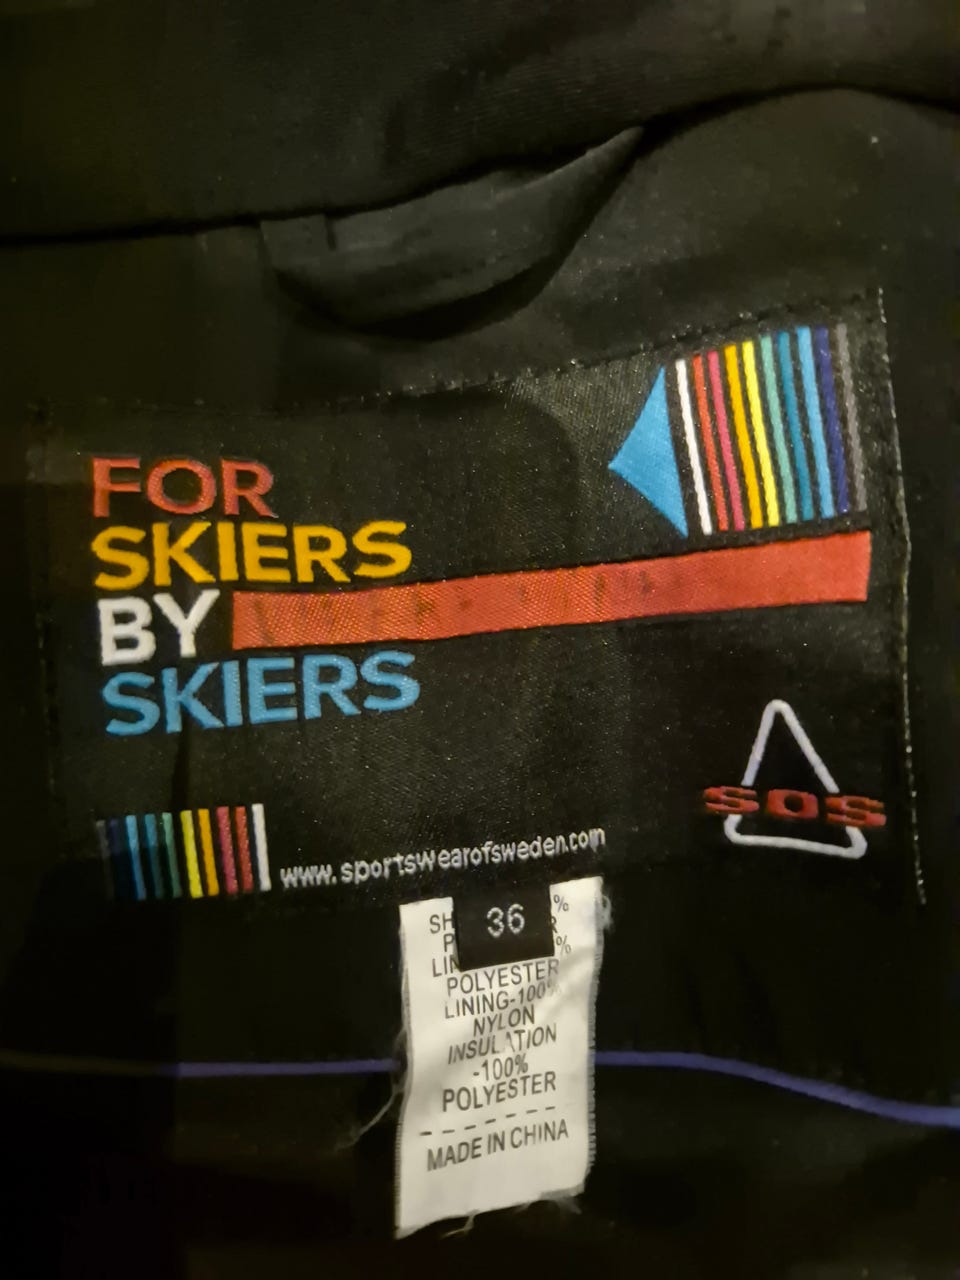 FOR
SKIERS
BY
SKIERS
SOS
www.sportswearofsweden.com
36
%
%
POLYESTER
LINING-100%
NYLON
INSULATION
-100%
POLYESTER
MADE IN CHINA